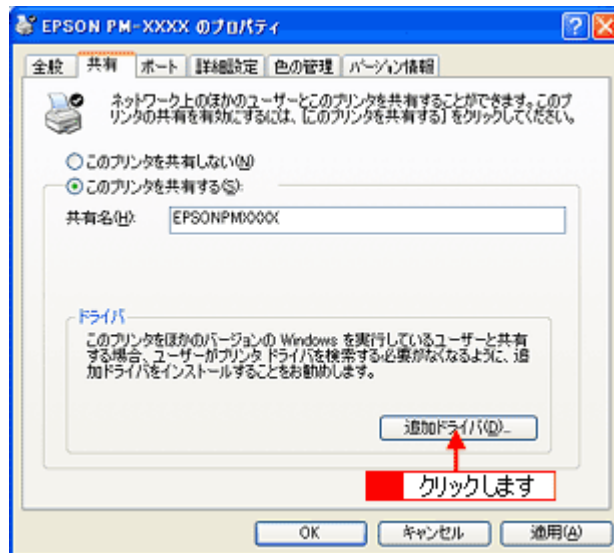 EPSON PM-XXXX のプロパティ
全般 共有 ポート 詳細設定 色の管理 バージョン情報
ネットワーク上のほかのユーザーとこのプリンタを共有することができます。このプ
リンタの共有を有効にするには、[このプリンタを共有する] をクリックしてください。
このプリンタを共有しない(N)
このプリンタを共有する(S):
共有名(H): EPSONPMXXXX
ドライバ
このプリンタをほかのバージョンの Windows を実行しているユーザーと共有
する場合、ユーザーがプリンタ ドライバを検索する必要がなくなるように、追
加ドライバをインストールすることをお勧めします。
追加ドライバ(D)...
クリックします
OK キャンセル 適用(A)